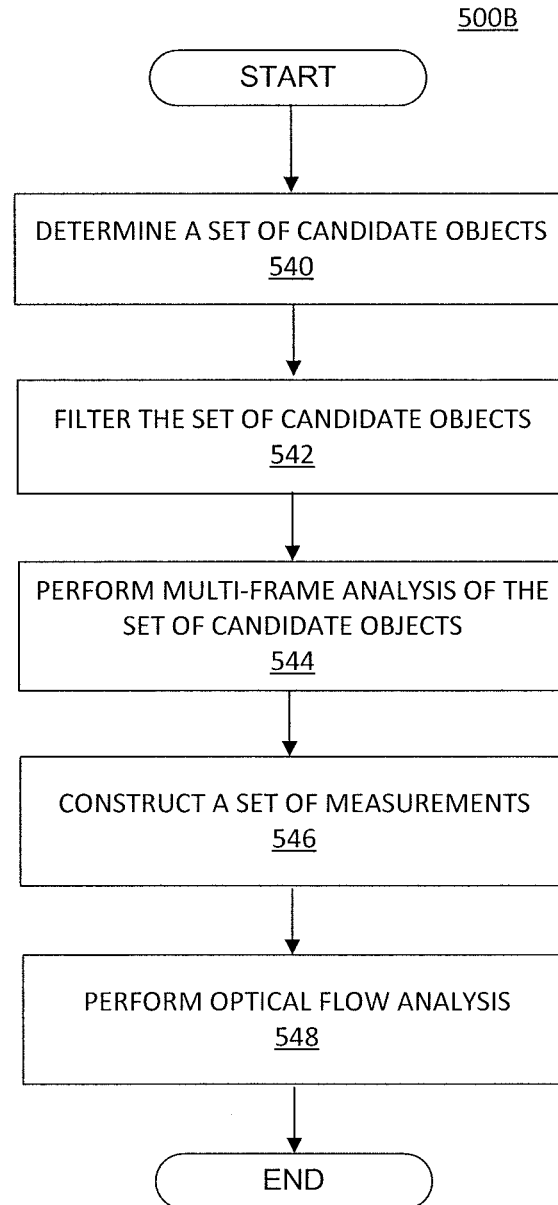 500B
START
DETERMINE A SET OF CANDIDATE OBJECTS
540
FILTER THE SET OF CANDIDATE OBJECTS
542
PERFORM MULTI-FRAME ANALYSIS OF THE
SET OF CANDIDATE OBJECTS
544
CONSTRUCT A SET OF MEASUREMENTS
546
PERFORM OPTICAL FLOW ANALYSIS
548
END